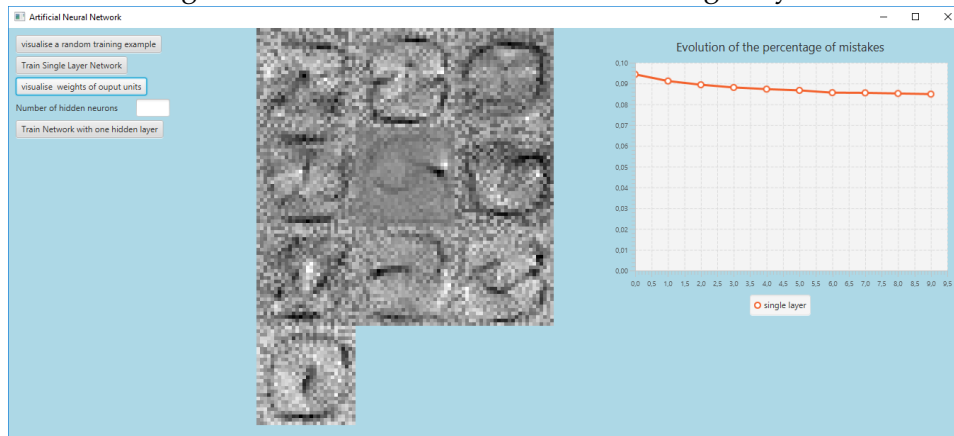 Artificial Neural Network
visualise a random training example
Train Single Layer Network
visualise weights of ouput units
Number of hidden neurons
Train Network with one hidden layer
Evolution of the percentage of mistakes
0,10
0,09
0,08
0,07
0,06
0,05
0,04
0,03
0,02
0,01
0,00
0,0 0,5 1,0 1,5 2,0 2,5 3,0 3,5 4,0 4,5 5,0 5,5 6,0 6,5 7,0 7,5 8,0 8,5 9,0 9,5
single layer